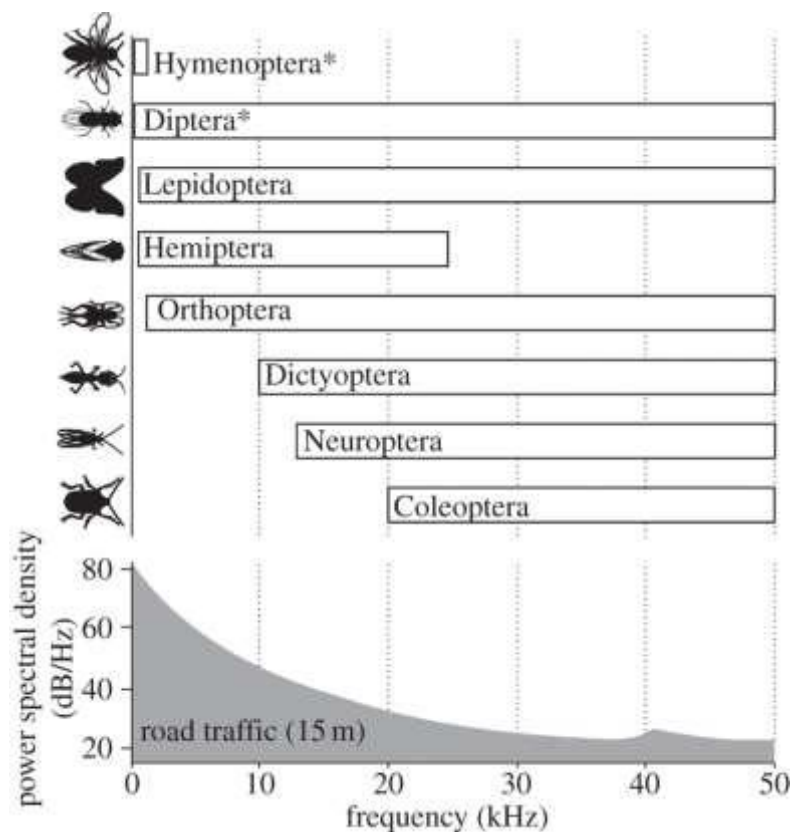 Hymenoptera*
Diptera*
Lepidoptera
Hemiptera
Orthoptera
Dictyoptera
Neuroptera
Coleoptera
power spectral density
(dB/Hz)
80
60
40
20
road traffic (15 m)
0 10 20 30 40 50
frequency (kHz)